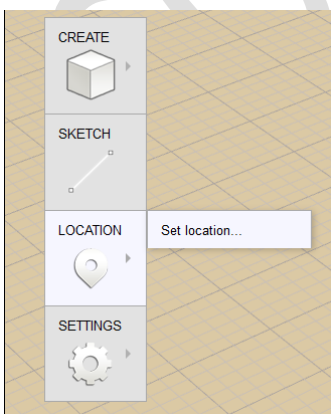 CREATE
SKETCH
LOCATION
Set location...
SETTINGS